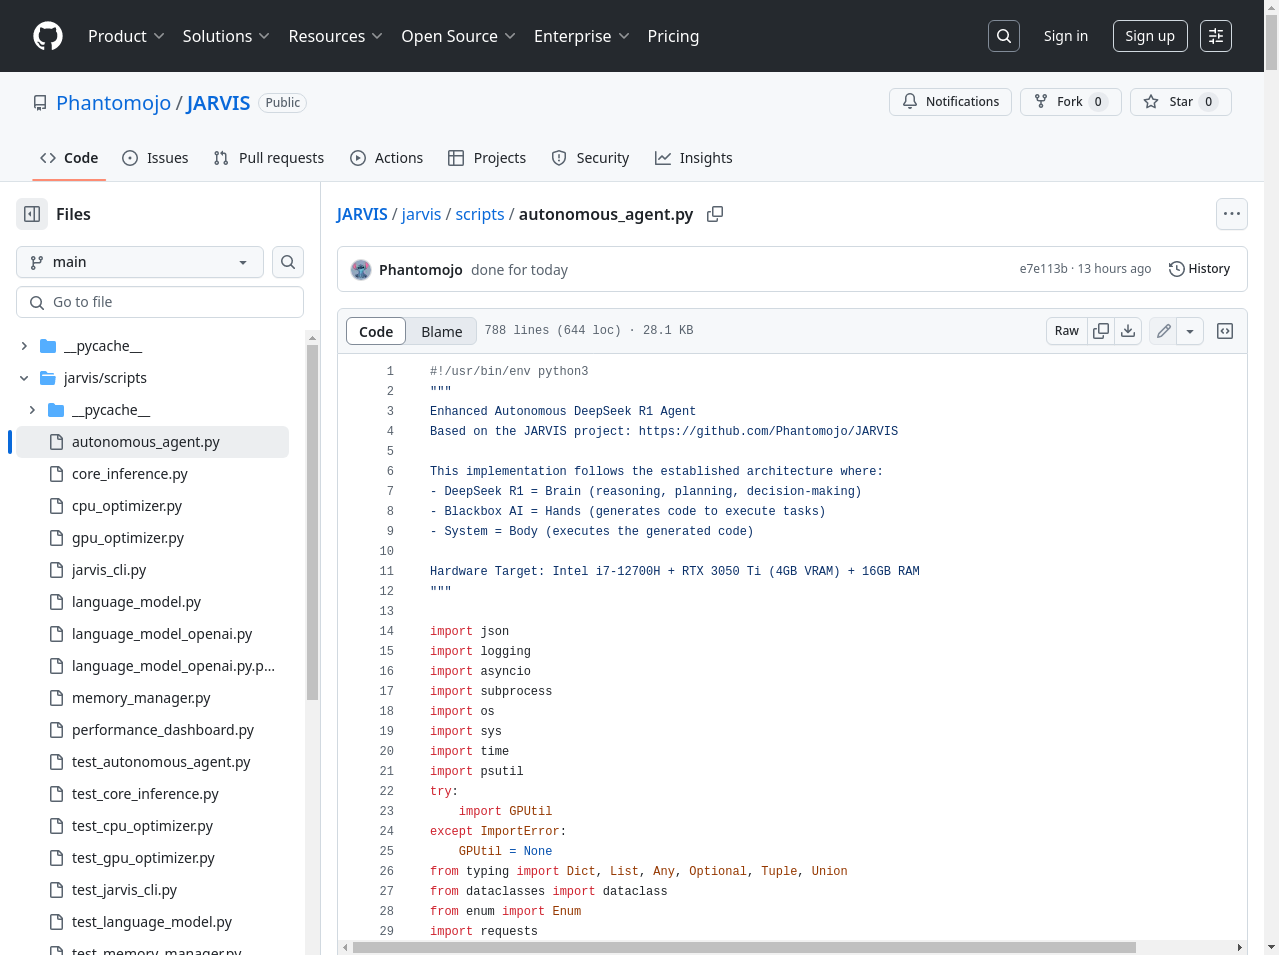 Product Solutions Resources Open Source Enterprise Pricing Sign in Sign up
Phantomojo / JARVIS Public Notifications Fork 0 Star 0
Code Issues Pull requests Actions Projects Security Insights
Files
main
Go to file
__pycache__
jarvis/scripts
__pycache__
autonomous_agent.py
core_inference.py
cpu_optimizer.py
gpu_optimizer.py
jarvis_cli.py
language_model.py
language_model_openai.py
language_model_openai.py.p...
memory_manager.py
performance_dashboard.py
test_autonomous_agent.py
test_core_inference.py
test_cpu_optimizer.py
test_gpu_optimizer.py
test_jarvis_cli.py
test_language_model.py
test_memory_manager.py
JARVIS / jarvis / scripts / autonomous_agent.py
Phantomojo done for today e7e113b · 13 hours ago History
Code Blame 788 lines (644 loc) · 28.1 KB Raw
1 #!/usr/bin/env python3
2 """
3 Enhanced Autonomous DeepSeek R1 Agent
4 Based on the JARVIS project: https://github.com/Phantomojo/JARVIS
5
6 This implementation follows the established architecture where:
7 - DeepSeek R1 = Brain (reasoning, planning, decision-making)
8 - Blackbox AI = Hands (generates code to execute tasks)
9 - System = Body (executes the generated code)
10
11 Hardware Target: Intel i7-12700H + RTX 3050 Ti (4GB VRAM) + 16GB RAM
12 """
13
14 import json
15 import logging
16 import asyncio
17 import subprocess
18 import os
19 import sys
20 import time
21 import psutil
22 try:
23     import GPUtil
24 except ImportError:
25     GPUtil = None
26 from typing import Dict, List, Any, Optional, Tuple, Union
27 from dataclasses import dataclass
28 from enum import Enum
29 import requests